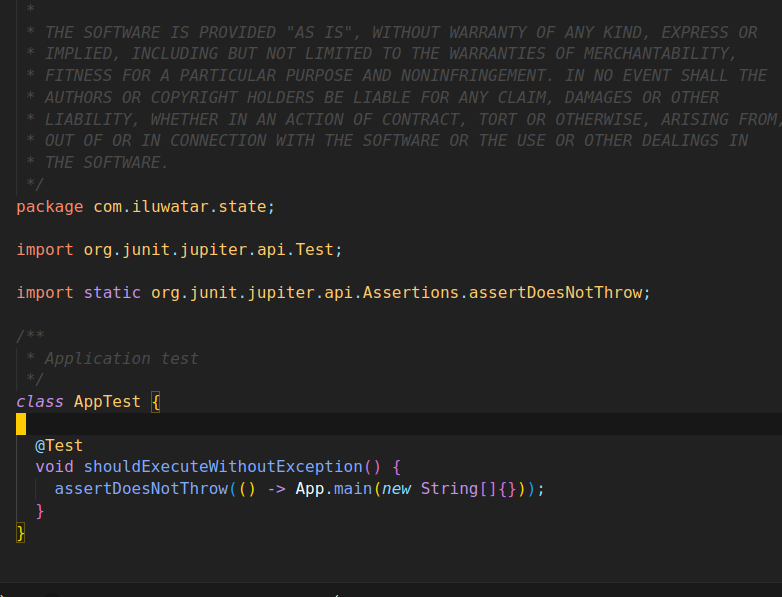 *
* THE SOFTWARE IS PROVIDED "AS IS", WITHOUT WARRANTY OF ANY KIND, EXPRESS OR
* IMPLIED, INCLUDING BUT NOT LIMITED TO THE WARRANTIES OF MERCHANTABILITY,
* FITNESS FOR A PARTICULAR PURPOSE AND NONINFRINGEMENT. IN NO EVENT SHALL THE
* AUTHORS OR COPYRIGHT HOLDERS BE LIABLE FOR ANY CLAIM, DAMAGES OR OTHER
* LIABILITY, WHETHER IN AN ACTION OF CONTRACT, TORT OR OTHERWISE, ARISING FROM,
* OUT OF OR IN CONNECTION WITH THE SOFTWARE OR THE USE OR OTHER DEALINGS IN
* THE SOFTWARE.
*/
package com.iluwatar.state;
import org.junit.jupiter.api.Test;
import static org.junit.jupiter.api.Assertions.assertDoesNotThrow;
/**
* Application test
*/
class AppTest {
@Test
void shouldExecuteWithoutException() {
assertDoesNotThrow(() -> App.main(new String[]{}));
}
}